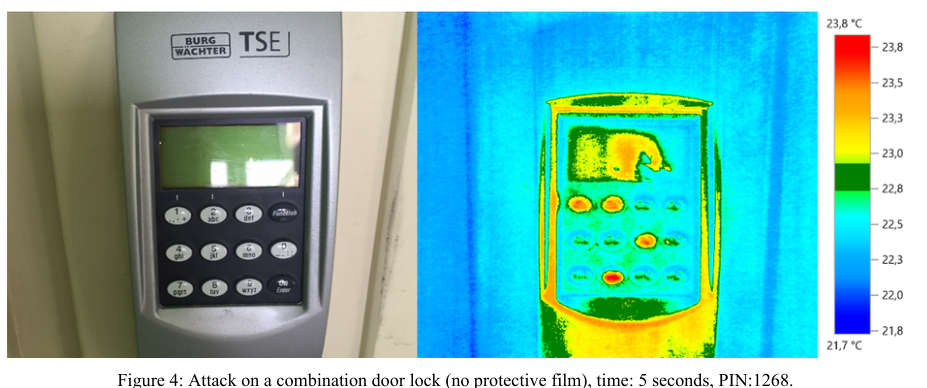 BURG
WÄCHTER
TSE
1
2
abc
3
def
Function
4
ghi
5
jkl
6
mno
0
7
pqrs
8
tuv
9
wxyz
On
Enter
23,8 °C
23,8
23,5
23,3
23,0
22,8
22,5
22,3
22,0
21,8
21,7 °C
Figure 4: Attack on a combination door lock (no protective film), time: 5 seconds, PIN:1268.